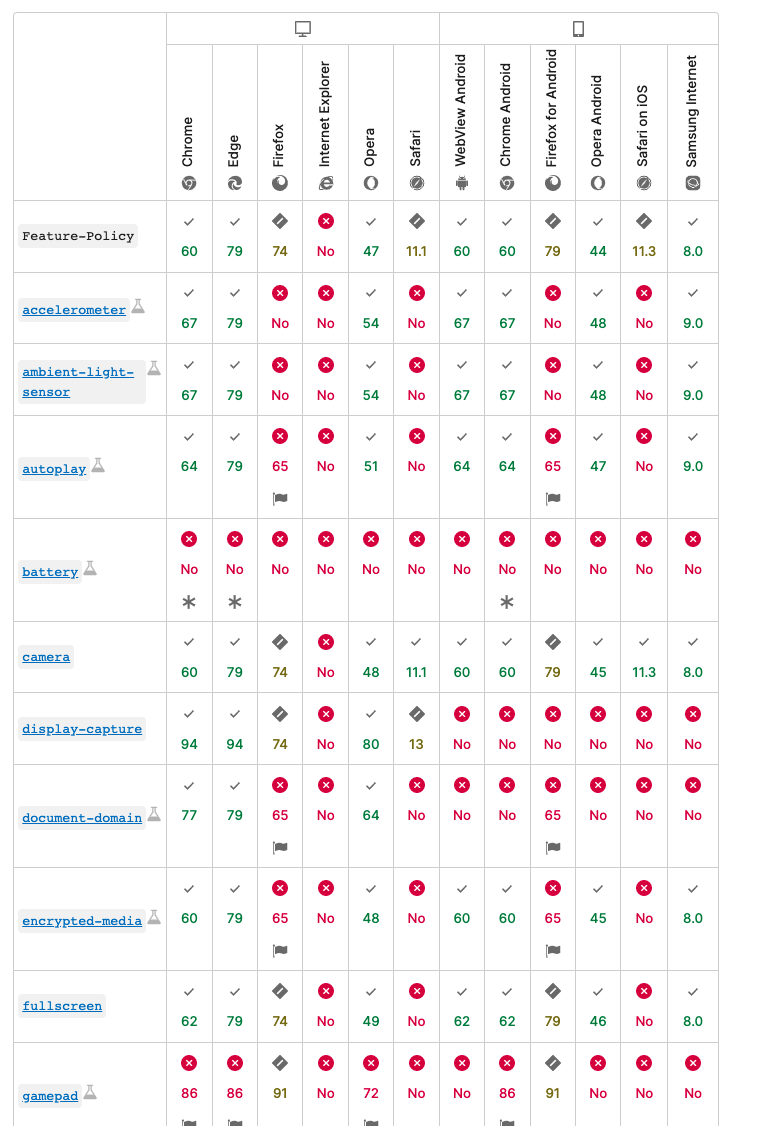 Chrome
Edge
Firefox
Internet Explorer
Opera
Safari
WebView Android
Chrome Android
Firefox for Android
Opera Android
Safari on iOS
Samsung Internet
Feature-Policy
60 79 74 No 47 11.1 60 60 79 44 11.3 8.0
accelerometer
67 79 No No 54 No 67 67 No 48 No 9.0
ambient-light-
sensor
67 79 No No 54 No 67 67 No 48 No 9.0
autoplay
64 79 65 No 51 No 64 64 65 47 No 9.0
battery
No No No No No No No No No No No No
camera
60 79 74 No 48 11.1 60 60 79 45 11.3 8.0
display-capture
94 94 74 No 80 13 No No No No No No
document-domain
77 79 65 No 64 No No No 65 No No No
encrypted-media
60 79 65 No 48 No 60 60 65 45 No 8.0
fullscreen
62 79 74 No 49 No 62 62 79 46 No 8.0
gamepad
86 86 91 No 72 No No 86 91 No No No